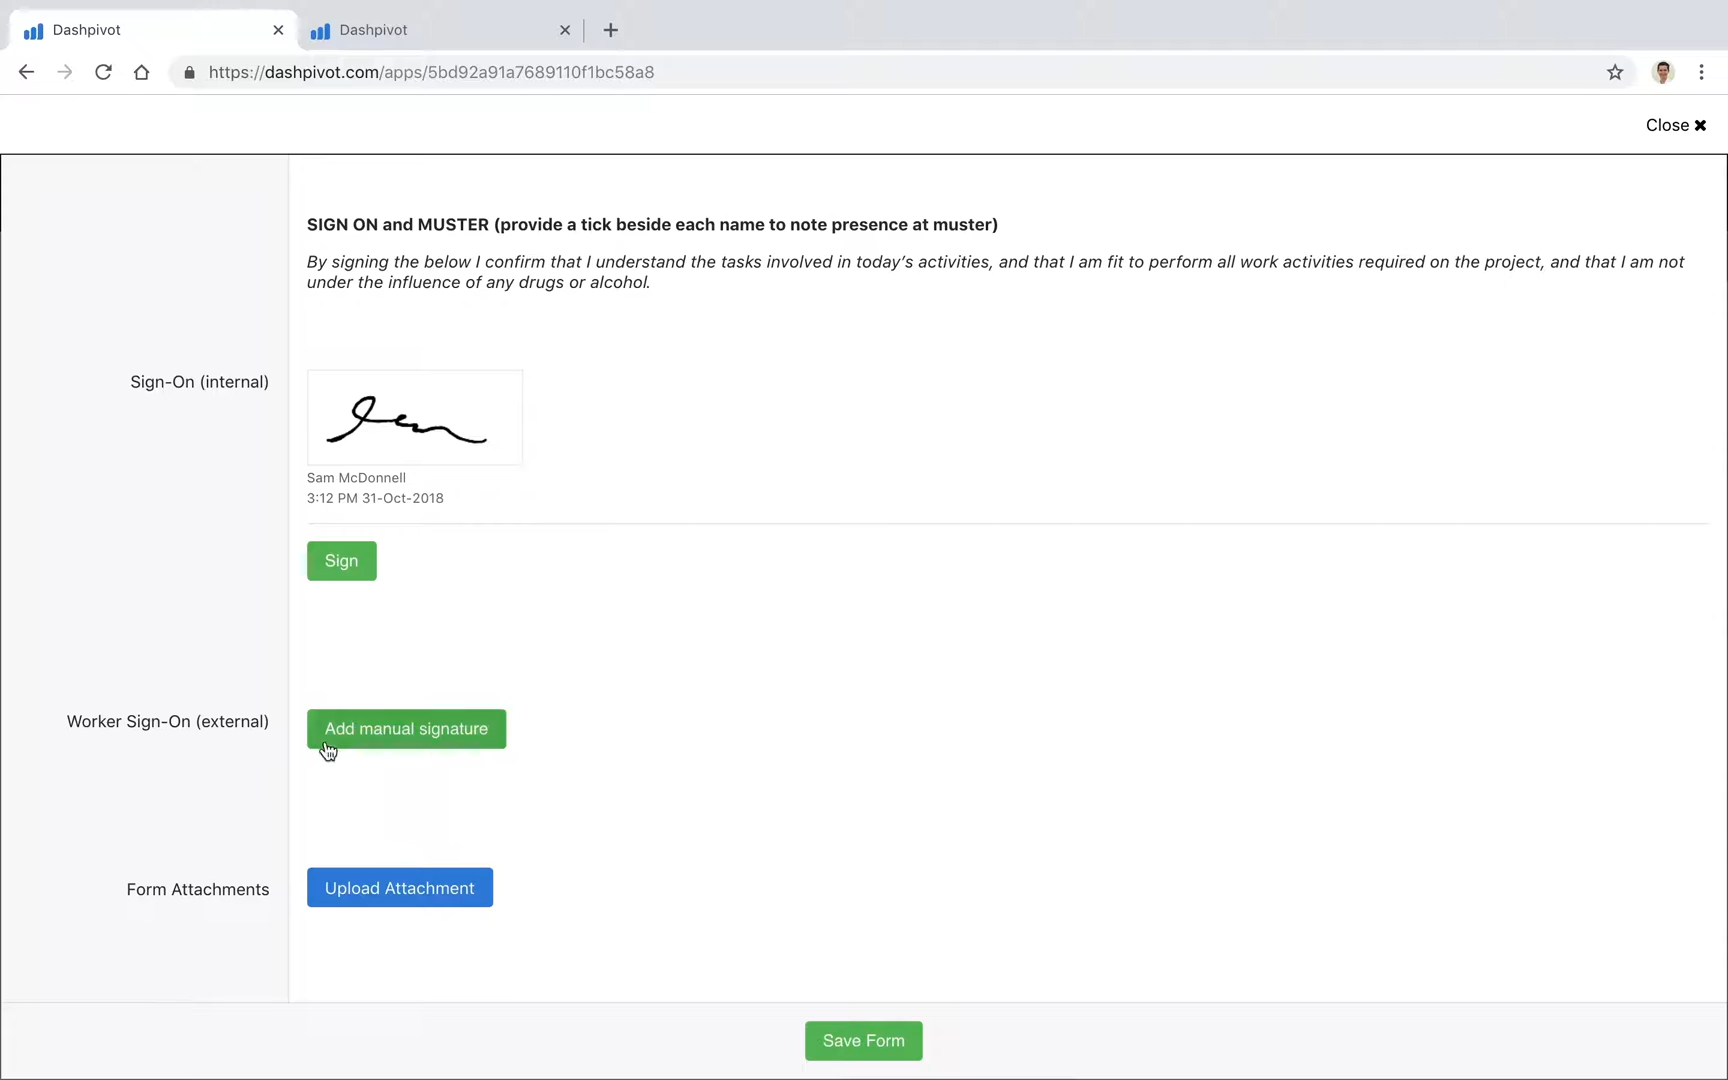 Dashpivot
Dashpivot
https://dashpivot.com/apps/5bd92a91a7689110f1bc58a8
Close ✖
SIGN ON and MUSTER (provide a tick beside each name to note presence at muster)
By signing the below I confirm that I understand the tasks involved in today’s activities, and that I am fit to perform all work activities required on the project, and that I am not
under the influence of any drugs or alcohol.
Sign-On (internal)
Sam McDonnell
3:12 PM 31-Oct-2018
Sign
Worker Sign-On (external)
Add manual signature
Form Attachments
Upload Attachment
Save Form